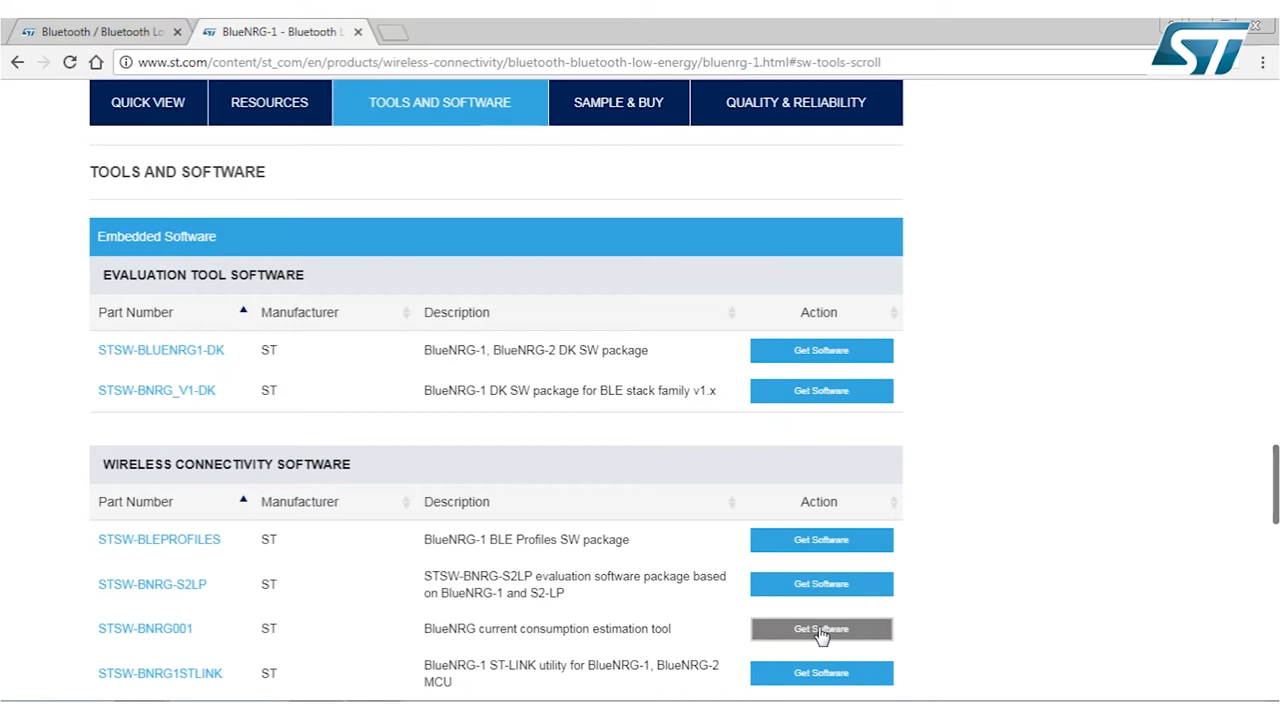 Bluetooth / Bluetooth Lo
BlueNRG-1 - Bluetooth L
ST
www.st.com/content/st_com/en/products/wireless-connectivity/bluetooth-bluetooth-low-energy/bluenrg-1.html#sw-tools-scroll
QUICK VIEW RESOURCES TOOLS AND SOFTWARE SAMPLE & BUY QUALITY & RELIABILITY
TOOLS AND SOFTWARE
Embedded Software
EVALUATION TOOL SOFTWARE
Part Number Manufacturer Description Action
STSW-BLUENRG1-DK ST BlueNRG-1, BlueNRG-2 DK SW package Get Software
STSW-BNRG_V1-DK ST BlueNRG-1 DK SW package for BLE stack family v1.x Get Software
WIRELESS CONNECTIVITY SOFTWARE
Part Number Manufacturer Description Action
STSW-BLEPROFILES ST BlueNRG-1 BLE Profiles SW package Get Software
STSW-BNRG-S2LP ST STSW-BNRG-S2LP evaluation software package based
on BlueNRG-1 and S2-LP Get Software
STSW-BNRG001 ST BlueNRG current consumption estimation tool Get Software
STSW-BNRG1STLINK ST BlueNRG-1 ST-LINK utility for BlueNRG-1, BlueNRG-2
MCU Get Software